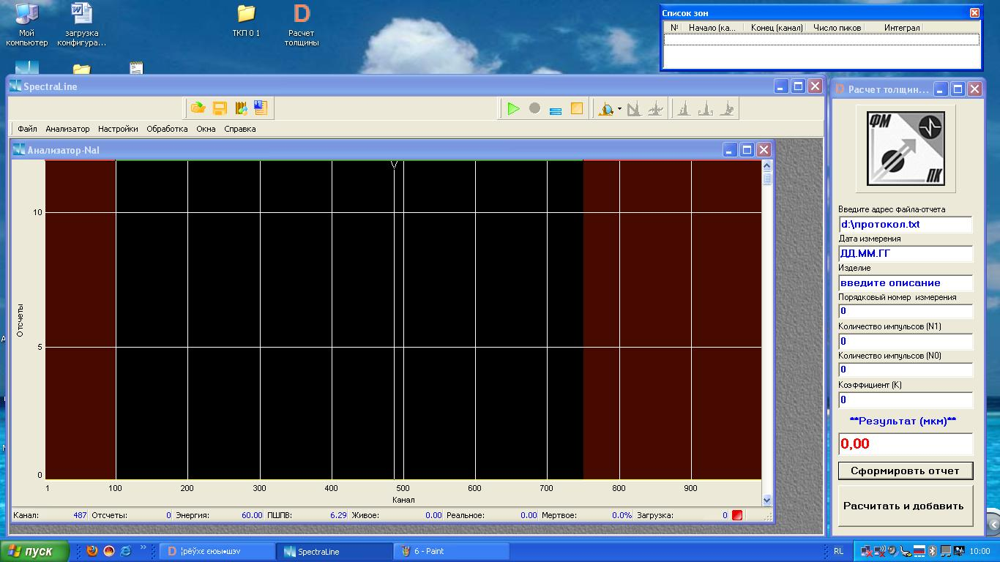 Мой
компьютер
загрузка
конфигура...
ТКП 0 1
D
Расчет
толщины
Список зон
Начало (ка...
Конец (канал)
Число пиков
Интеграл
SpectraLine
Файл Анализатор Настройки Обработка Окна Справка
Анализатор-NaI
10
5
0
Отсчеты
1 100 200 300 400 500 600 700 800 900
Канал
Канал: 487 Отсчеты: 0 Энергия: 60.00 ПШПВ: 6.29 Живое: 0.00 Реальное: 0.00 Мертвое: 0.0% Загрузка: 0
D Расчет толщин...
ФМ
ПК
Введите адрес файла-отчета
d:\протокол.txt
Дата измерения
ДД.ММ.ГГ
Изделие
введите описание
Порядковый номер измерения
0
Количество импульсов (N1)
0
Количество импульсов (N0)
0
Коэффициент (К)
0
**Результат (мкм)**
0,00
Сформировть отчет
Расчитать и добавить
пуск
D ¦рёўхє єюы•шэv
SpectraLine
6 - Paint
RL
10:00